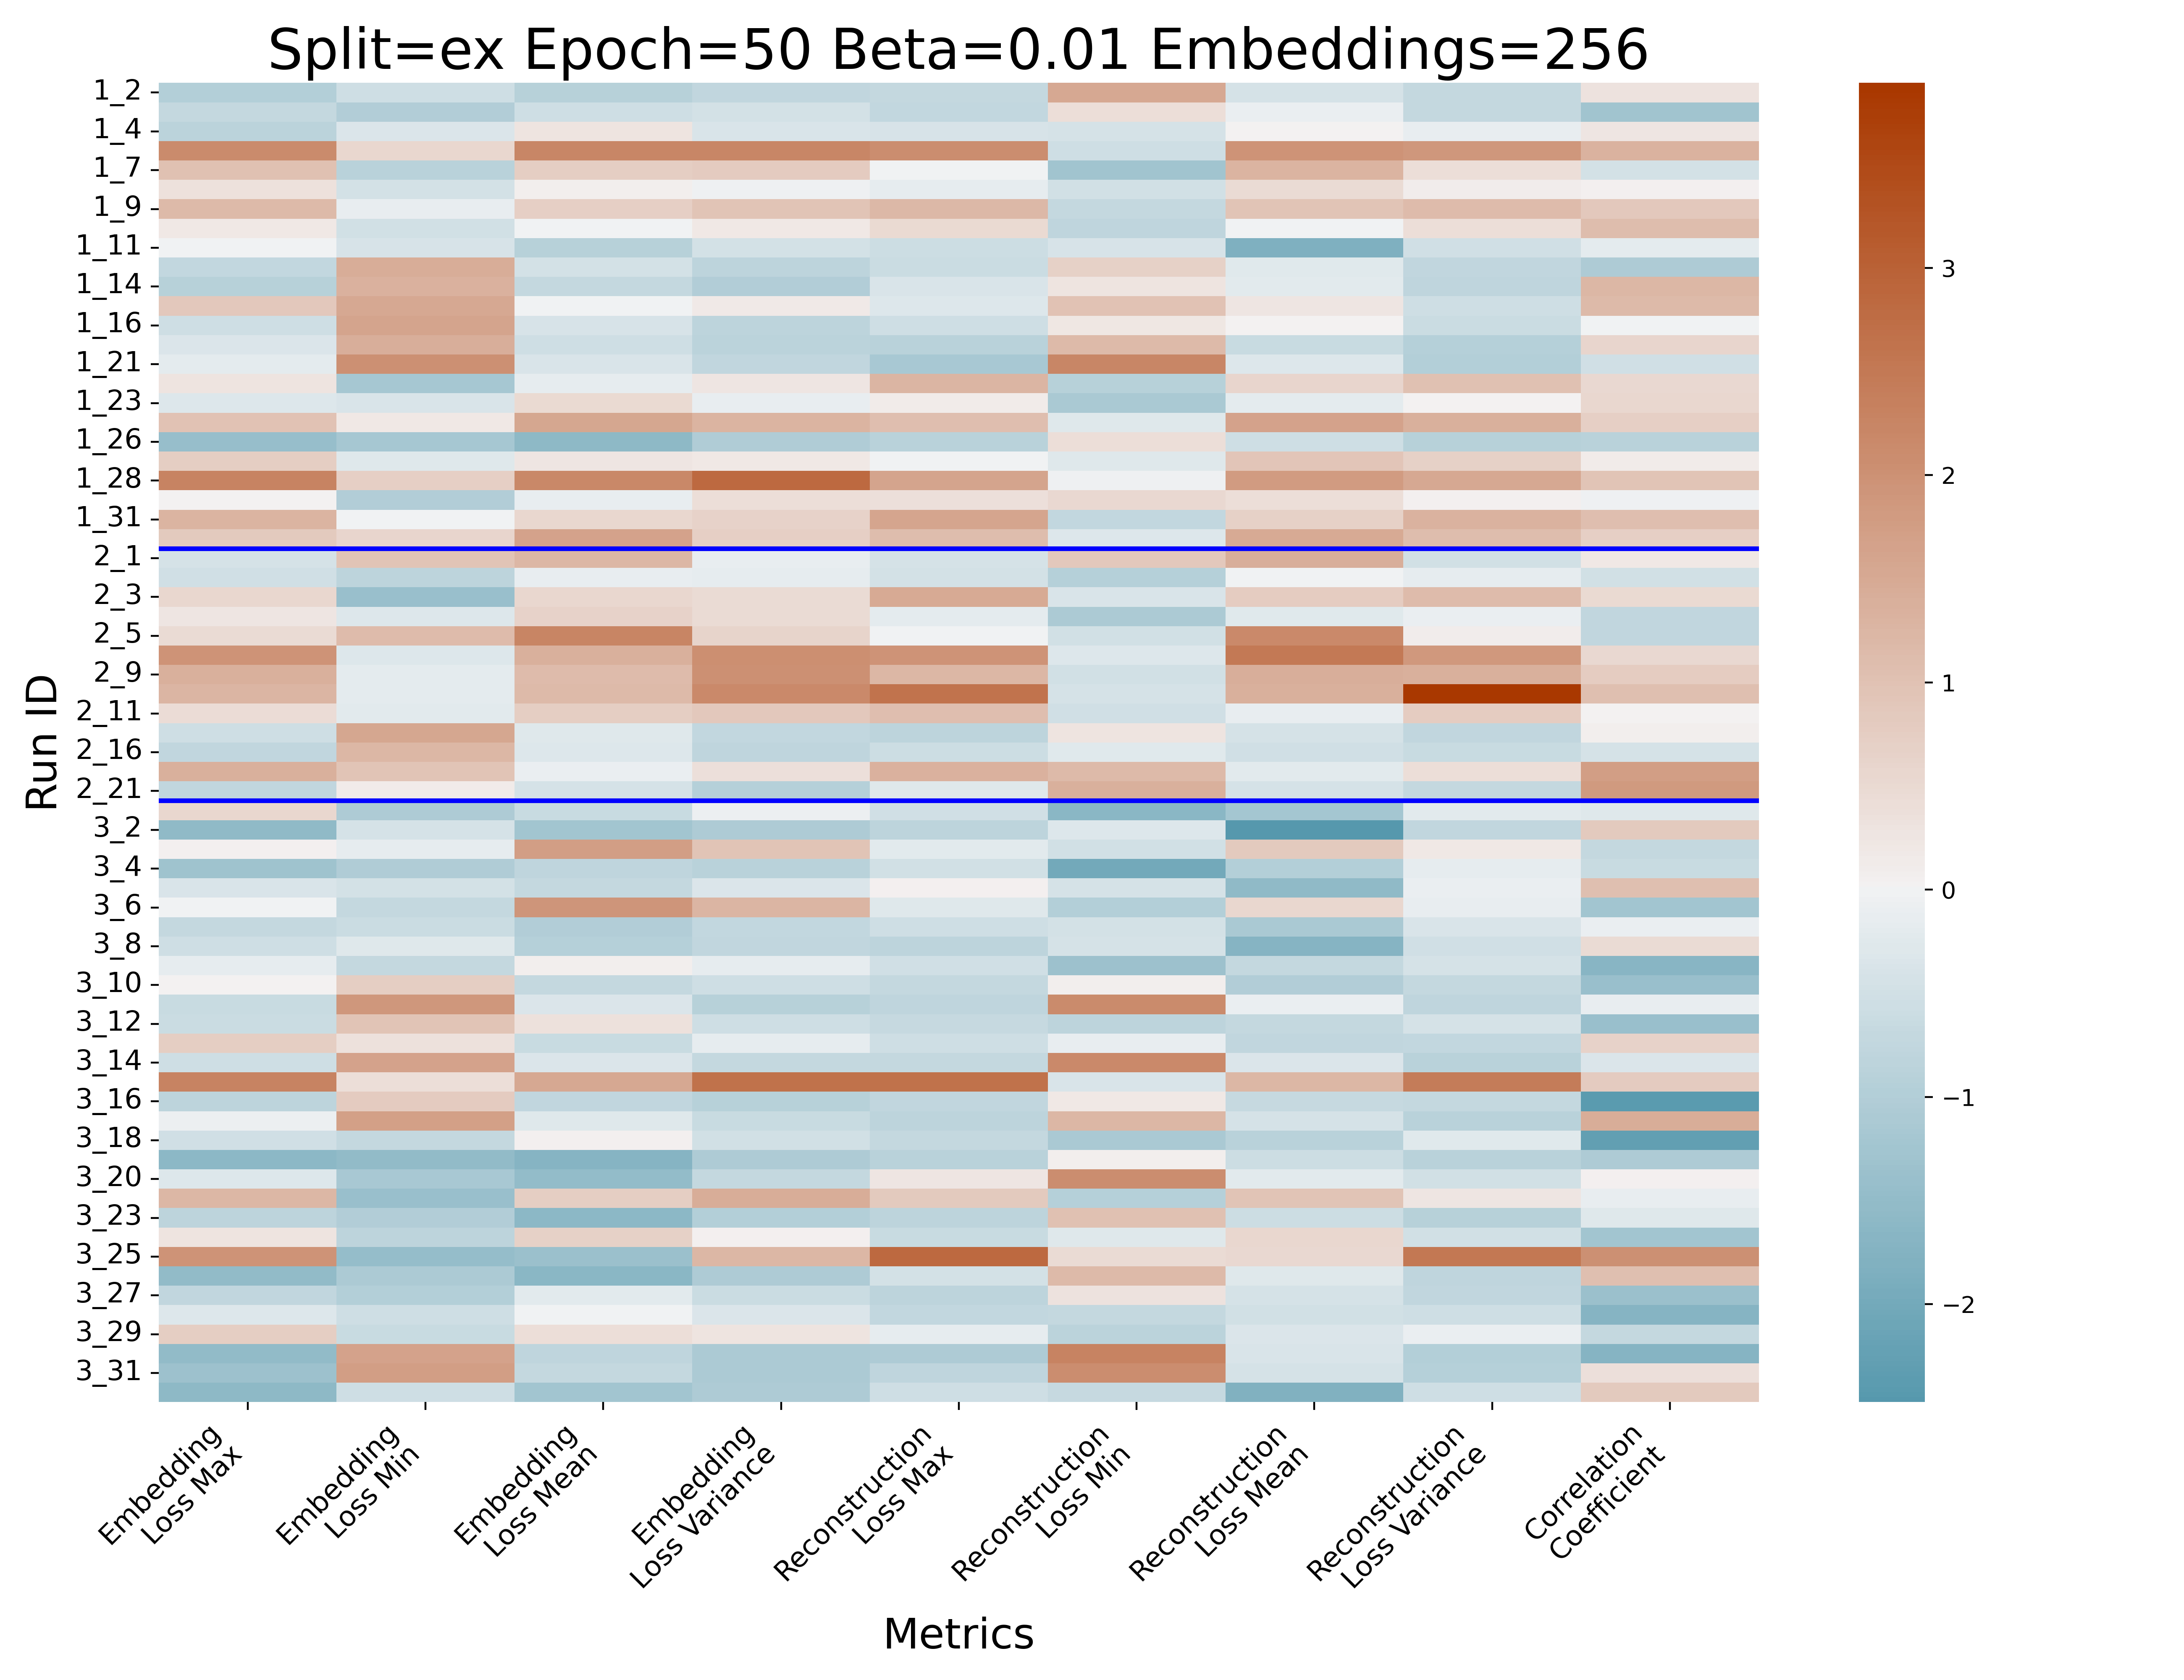 Split=ex Epoch=50 Beta=0.01 Embeddings=256
Run ID
1_2
1_4
1_7
1_9
1_11
1_14
1_16
1_21
1_23
1_26
1_28
1_31
2_1
2_3
2_5
2_9
2_11
2_16
2_21
3_2
3_4
3_6
3_8
3_10
3_12
3_14
3_16
3_18
3_20
3_23
3_25
3_27
3_29
3_31
3
2
1
0
−1
−2
Embedding
Loss Max
Embedding
Loss Min
Embedding
Loss Mean
Embedding
Loss Variance
Reconstruction
Loss Max
Reconstruction
Loss Min
Reconstruction
Loss Mean
Reconstruction
Loss Variance
Correlation
Coefficient
Metrics